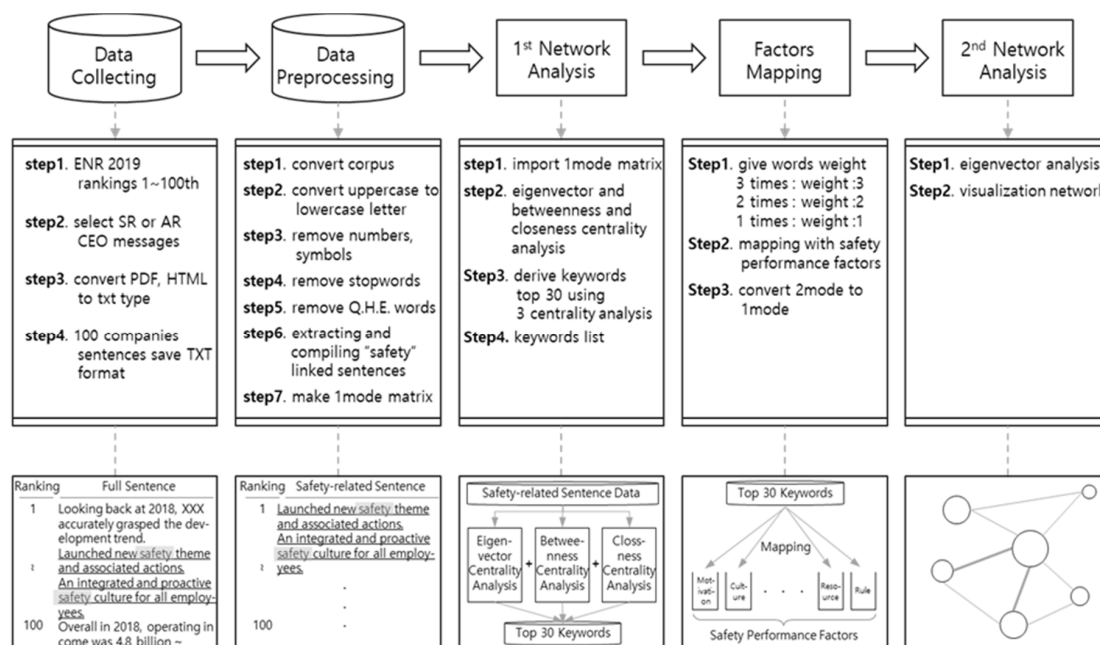 Data
Collecting
Data
Preprocessing
1st Network
Analysis
Factors
Mapping
2nd Network
Analysis
step1. ENR 2019
rankings 1~100th
step2. select SR or AR
CEO messages
step3. convert PDF, HTML
to txt type
step4. 100 companies
sentences save TXT
format
step1. convert corpus
step2. convert uppercase to
lowercase letter
step3. remove numbers,
symbols
step4. remove stopwords
step5. remove Q.H.E. words
step6. extracting and
compiling "safety"
linked sentences
step7. make 1mode matrix
step1. import 1mode matrix
step2. eigenvector and
betweenness and
closeness centrality
analysis
Step3. derive keywords
top 30 using
3 centrality analysis
Step4. keywords list
Step1. give words weight
3 times : weight :3
2 times : weight :2
1 times : weight :1
Step2. mapping with safety
performance factors
Step3. convert 2mode to
1mode
Step1. eigenvector analysis
Step2. visualization network
Ranking Full Sentence
1 Looking back at 2018, XXX
accurately grasped the dev-
elopment trend.
Launched new safety theme
~ and associated actions.
An integrated and proactive
safety culture for all employ-
yees.
100 Overall in 2018, operating in
come was 4.8 billion ~
Ranking Safety-related Sentence
1 Launched new safety theme
and associated actions.
An integrated and proactive
safety culture for all employ-
~ yees.
.
.
100 .
Safety-related Sentence Data
Eigen-
vector
Centrality
Analysis
+
Betwee-
nness
Centrality
Analysis
+
Closs-
ness
Centrality
Analysis
Top 30 Keywords
Top 30 Keywords
Mapping
Mot-
ivati-
on
Cult-
ure
. . .
Reso-
urce
Rule
Safety Performance Factors